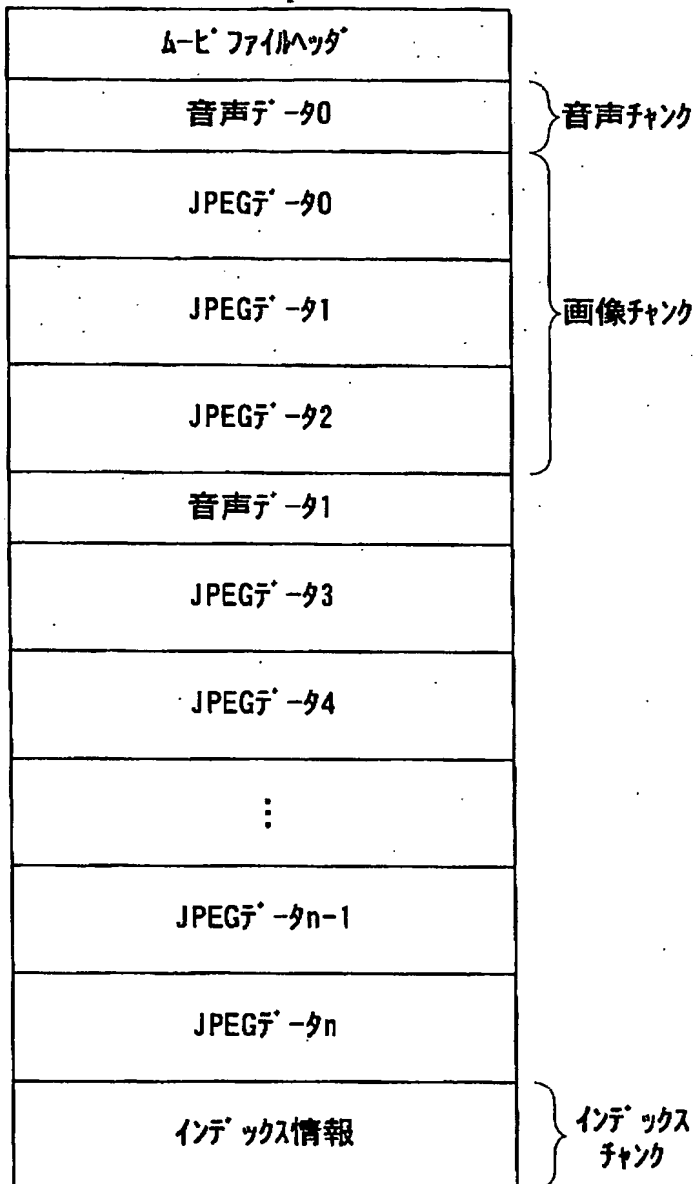 ムービファイルヘッダ
音声データ0
音声チャンク
JPEGデータ0
JPEGデータ1
画像チャンク
JPEGデータ2
音声データ1
JPEGデータ3
JPEGデータ4
⋮
JPEGデータn-1
JPEGデータn
インデックス情報
インデックス
チャンク